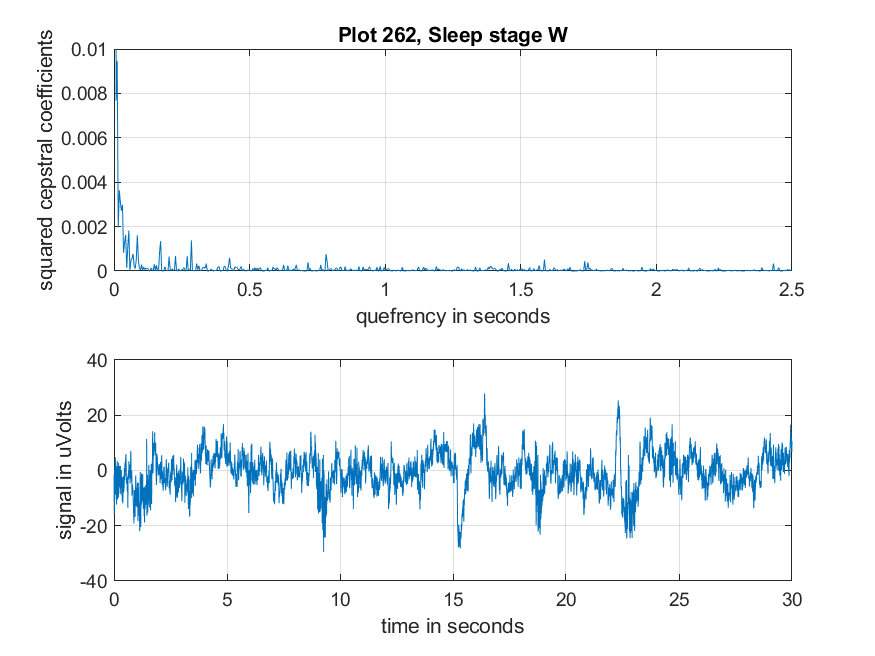 Plot 262, Sleep stage W
squared cepstral coefficients
0.01
0.008
0.006
0.004
0.002
0
0 0.5 1 1.5 2 2.5
quefrency in seconds
signal in uVolts
40
20
0
-20
-40
0 5 10 15 20 25 30
time in seconds